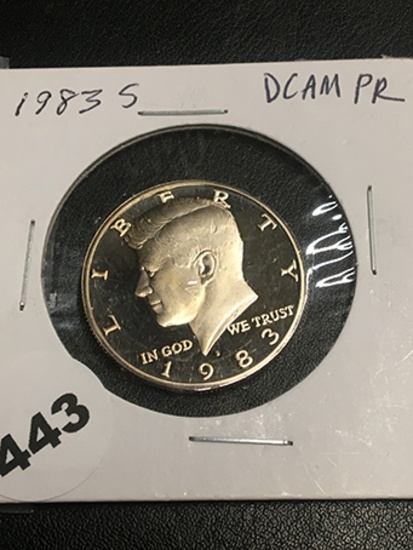 1983 S
DCAM PR
LIBERTY
IN GOD WE TRUST
1983
443